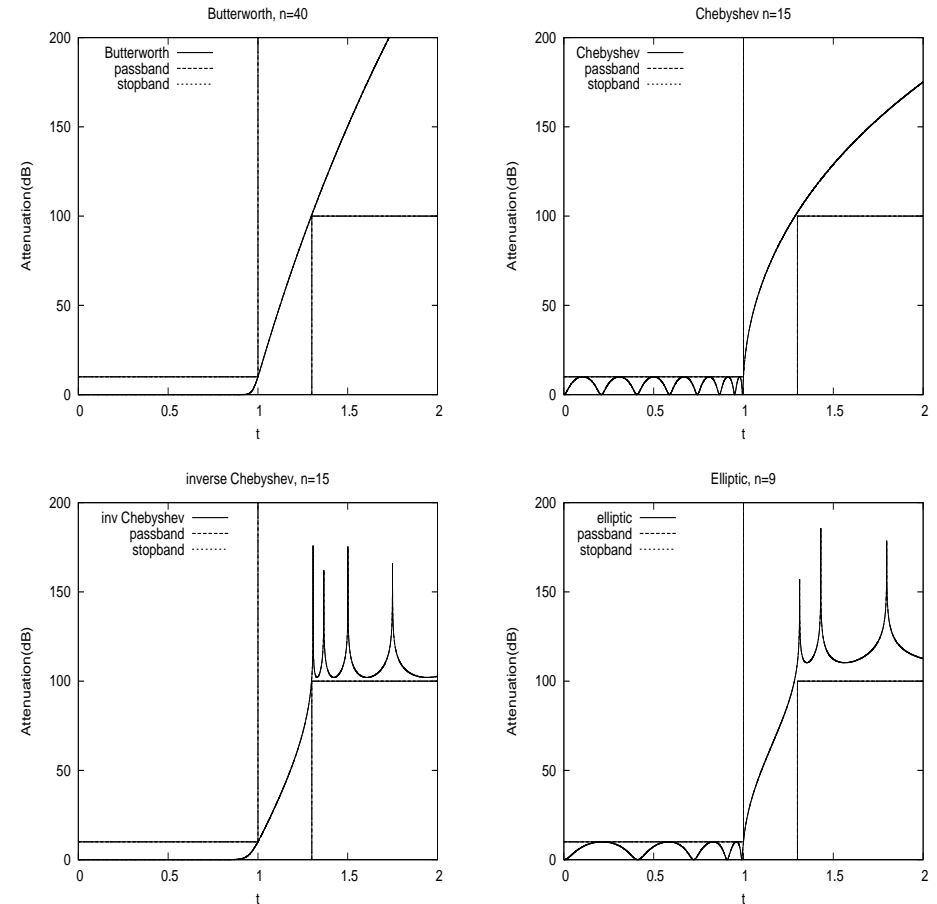 Butterworth, n=40
200
150
100
50
0
Attenuation(dB)
Butterworth
passband
stopband
0
0.5
1
1.5
2
t
Chebyshev n=15
200
150
100
50
0
Attenuation(dB)
Chebyshev
passband
stopband
0
0.5
1
1.5
2
t
inverse Chebyshev, n=15
200
150
100
50
0
Attenuation(dB)
inv Chebyshev
passband
stopband
0
0.5
1
1.5
2
t
Elliptic, n=9
200
150
100
50
0
Attenuation(dB)
elliptic
passband
stopband
0
0.5
1
1.5
2
t